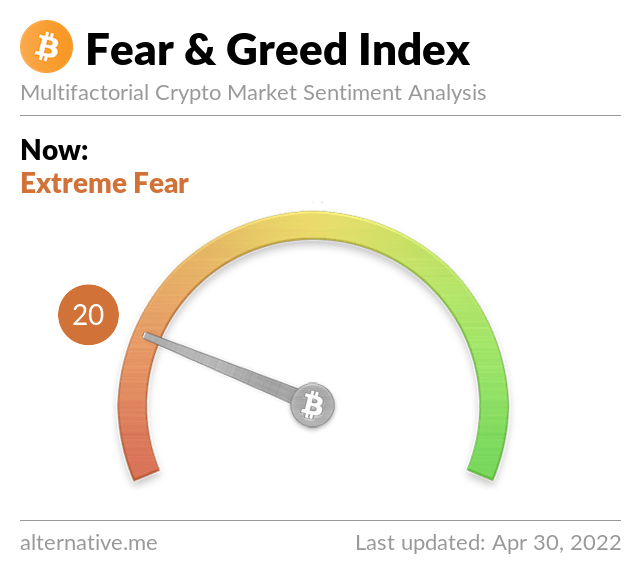 Fear & Greed Index
Multifactorial Crypto Market Sentiment Analysis
Now:
Extreme Fear
20
alternative.me
Last updated: Apr 30, 2022